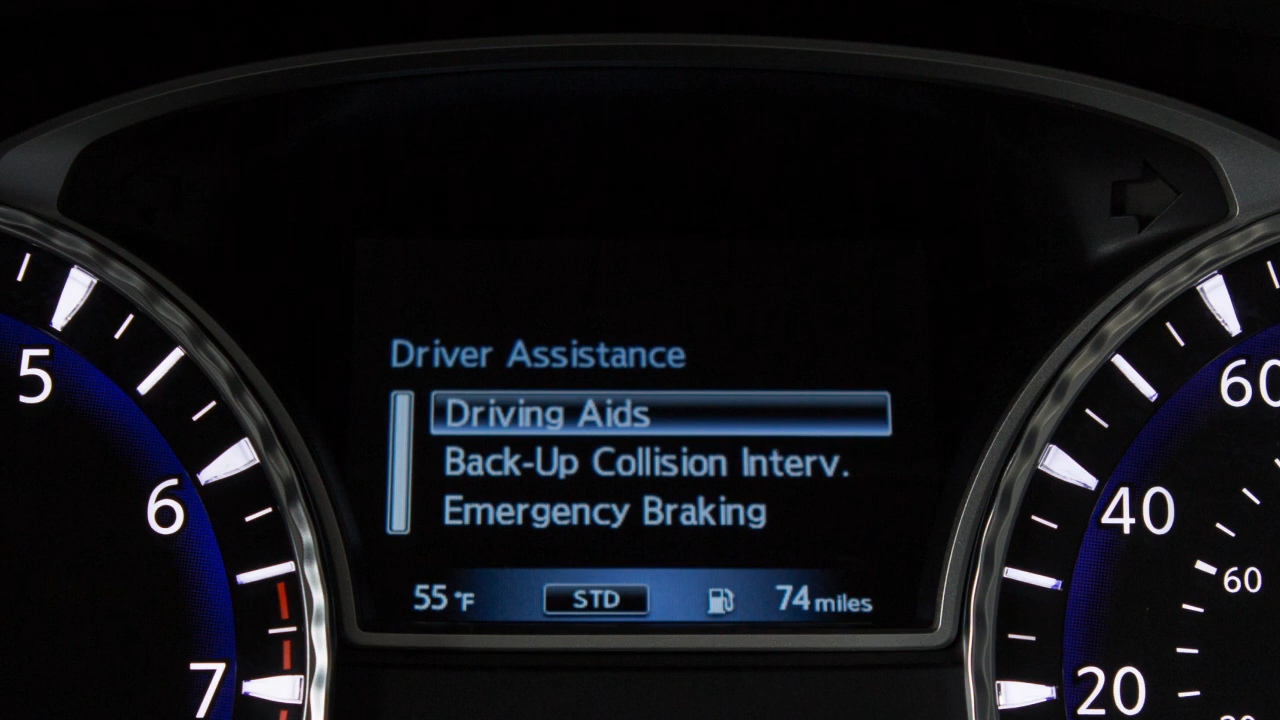 Driver Assistance
Driving Aids
Back-Up Collision Interv.
Emergency Braking
55 °F STD 74 miles
5
6
7
60
40
60
20